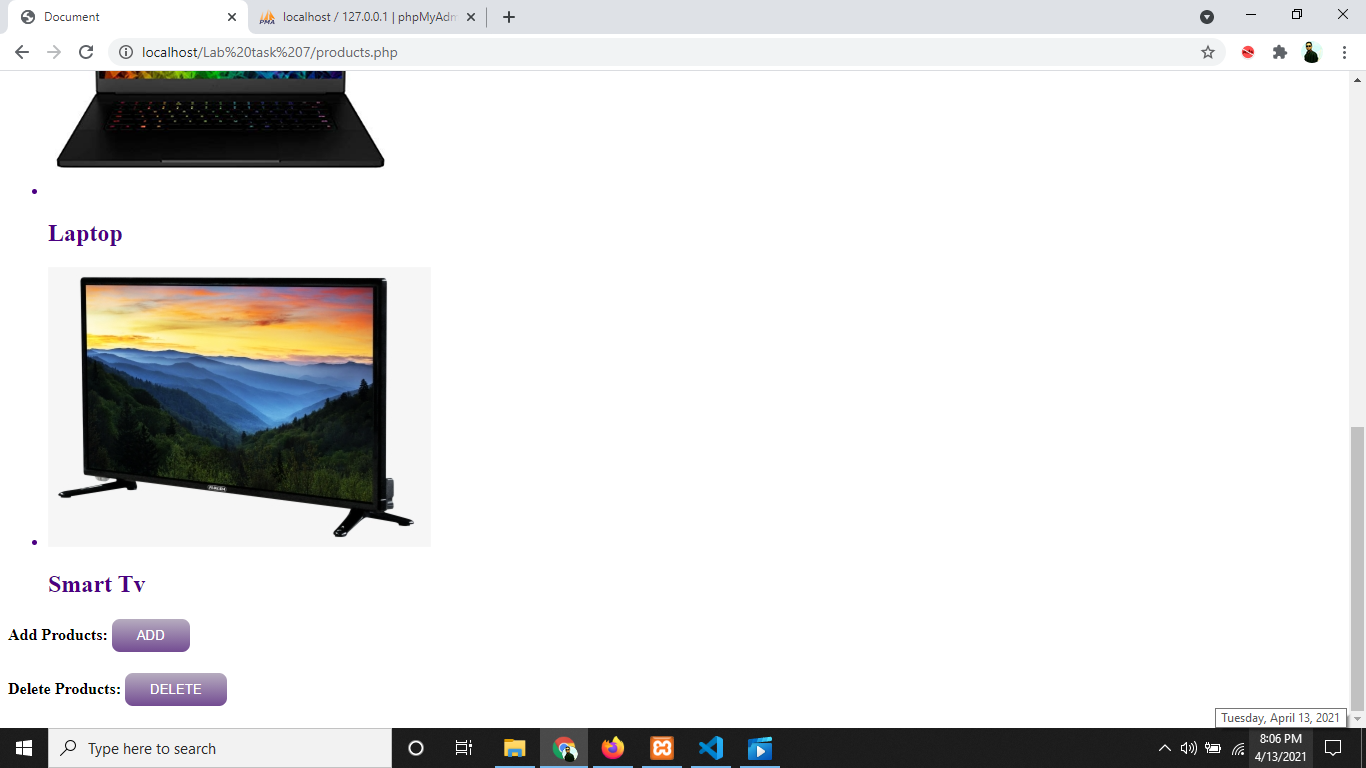 Document
localhost / 127.0.0.1 | phpMyAdm
localhost/Lab%20task%207/products.php
Laptop
Smart Tv
Add Products: ADD
Delete Products: DELETE
Tuesday, April 13, 2021
Type here to search
8:06 PM
4/13/2021